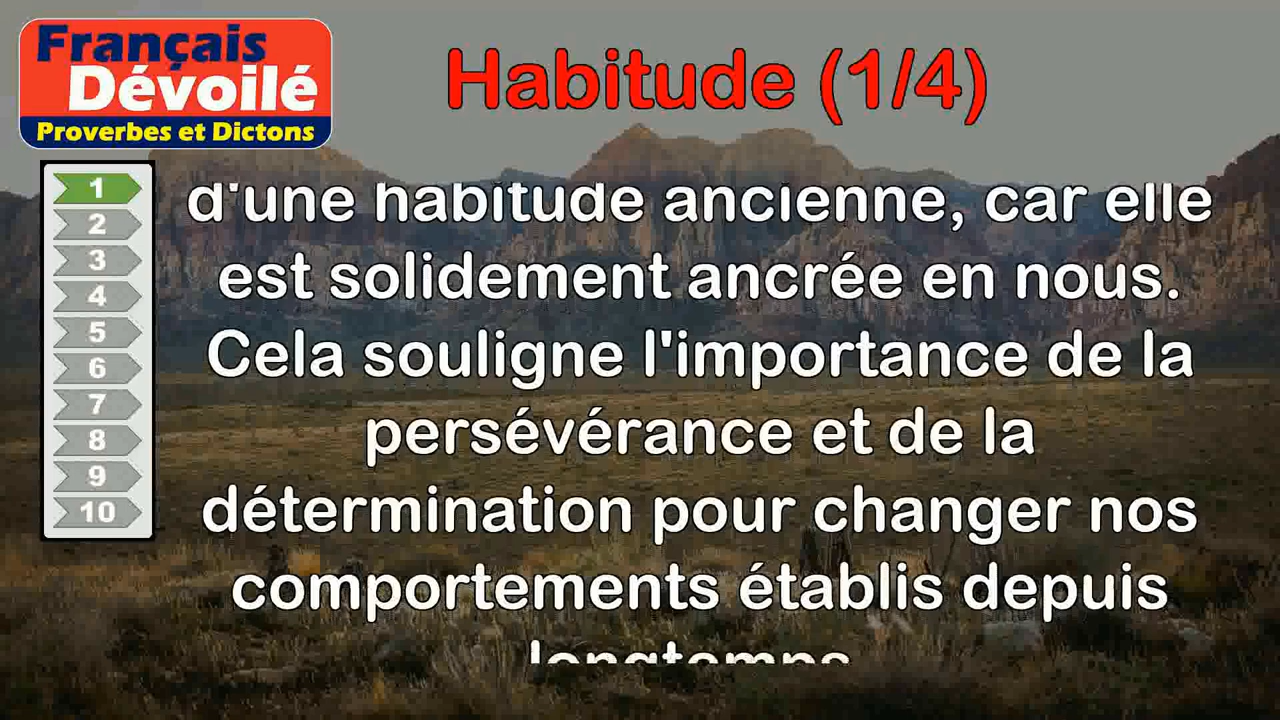 Français
Dévoilé
Proverbes et Dictons
Habitude (1/4)
1
2
3
4
5
6
7
8
9
10
d'une habitude ancienne, car elle
est solidement ancrée en nous.
Cela souligne l'importance de la
persévérance et de la
détermination pour changer nos
comportements établis depuis
longtemps